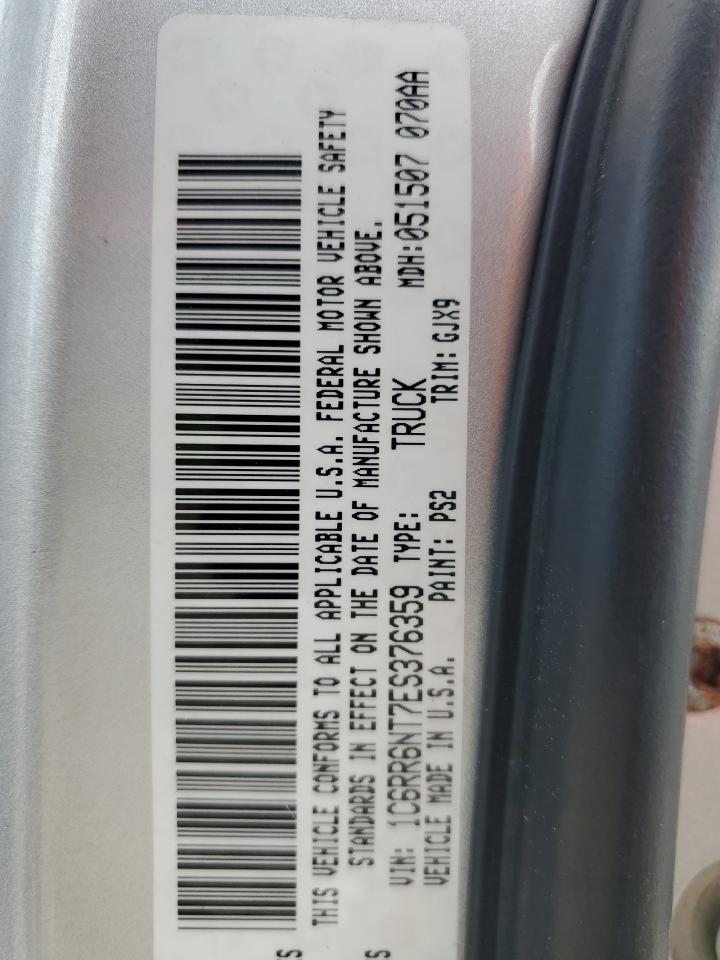 THIS VEHICLE CONFORMS TO ALL APPLICABLE U.S.A. FEDERAL MOTOR VEHICLE SAFETY
STANDARDS IN EFFECT ON THE DATE OF MANUFACTURE SHOWN ABOVE.
VIN: 1C6RR6NT7ES376359 TYPE: TRUCK MDH:051507 070AA
VEHICLE MADE IN U.S.A. PAINT: PS2 TRIM: GJX9